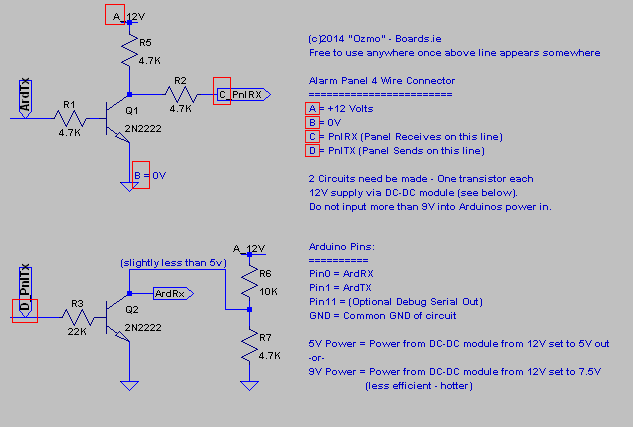 A_12V
R5
4.7K
R2
4.7K
C_PnlRX
ArdTx
R1
4.7K
Q1
2N2222
B = 0V
A_12V
(slightly less than 5v)
R6
10K
D_PnlTx
ArdRx
R3
22K
Q2
2N2222
R7
4.7K
(c)2014 "Ozmo" - Boards.ie
Free to use anywhere once above line appears somewhere
Alarm Panel 4 Wire Connector
========================
A = +12 Volts
B = 0V
C = PnlRX (Panel Receives on this line)
D = PnlTX (Panel Sends on this line)
2 Circuits need be made - One transistor each
12V supply via DC-DC module (see below).
Do not input more than 9V into Arduinos power in.
Arduino Pins:
==========
Pin0 = ArdRX
Pin1 = ArdTX
Pin11 = (Optional Debug Serial Out)
GND = Common GND of circuit
5V Power = Power from DC-DC module from 12V set to 5V out
-or-
9V Power = Power from DC-DC module from 12V set to 7.5V
(less efficient - hotter)